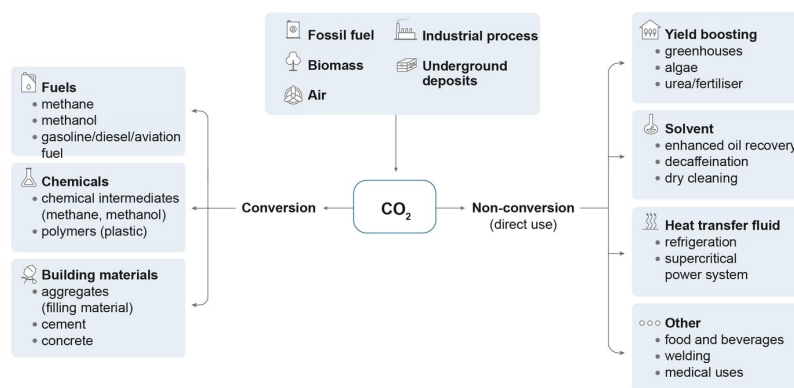 Fossil fuel
Industrial process
Biomass
Underground
deposits
Air
Fuels
methane
methanol
gasoline/diesel/aviation
fuel
Chemicals
chemical intermediates
(methane, methanol)
polymers (plastic)
Building materials
aggregates
(filling material)
cement
concrete
Conversion
CO2
Non-conversion
(direct use)
Yield boosting
greenhouses
algae
urea/fertiliser
Solvent
enhanced oil recovery
decaffeination
dry cleaning
Heat transfer fluid
refrigeration
supercritical
power system
Other
food and beverages
welding
medical uses